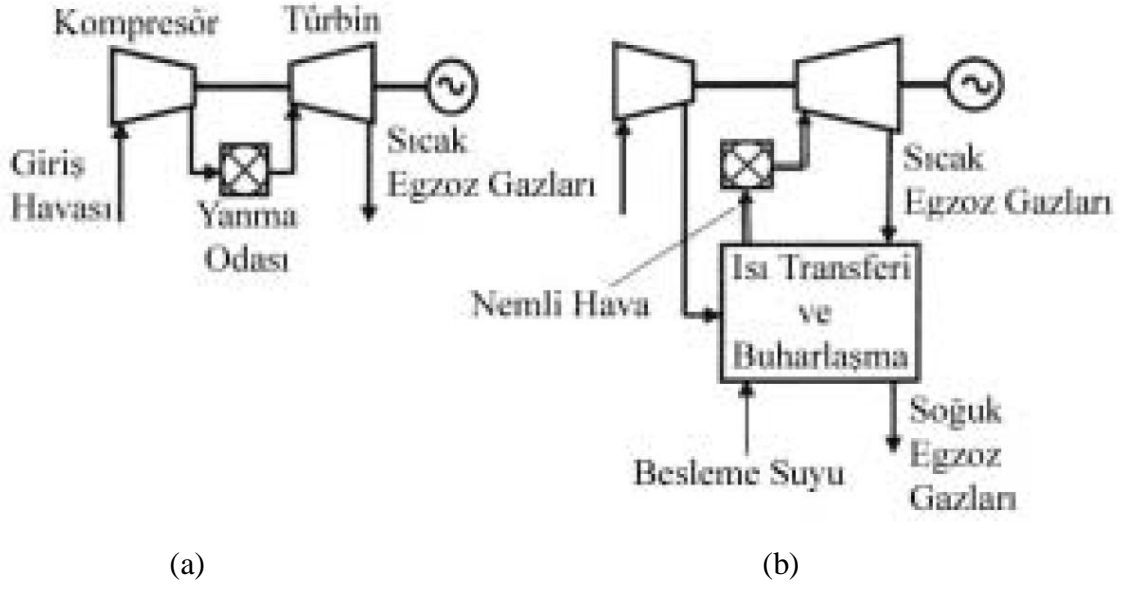 Kompresör
Türbin
Giriş
Havası
Yanma
Odası
Sıcak
Egzoz Gazları
(a)
Sıcak
Egzoz Gazları
Nemli Hava
Isı Transferi
ve
Buharlaşma
Besleme Suyu
Soğuk
Egzoz
Gazları
(b)